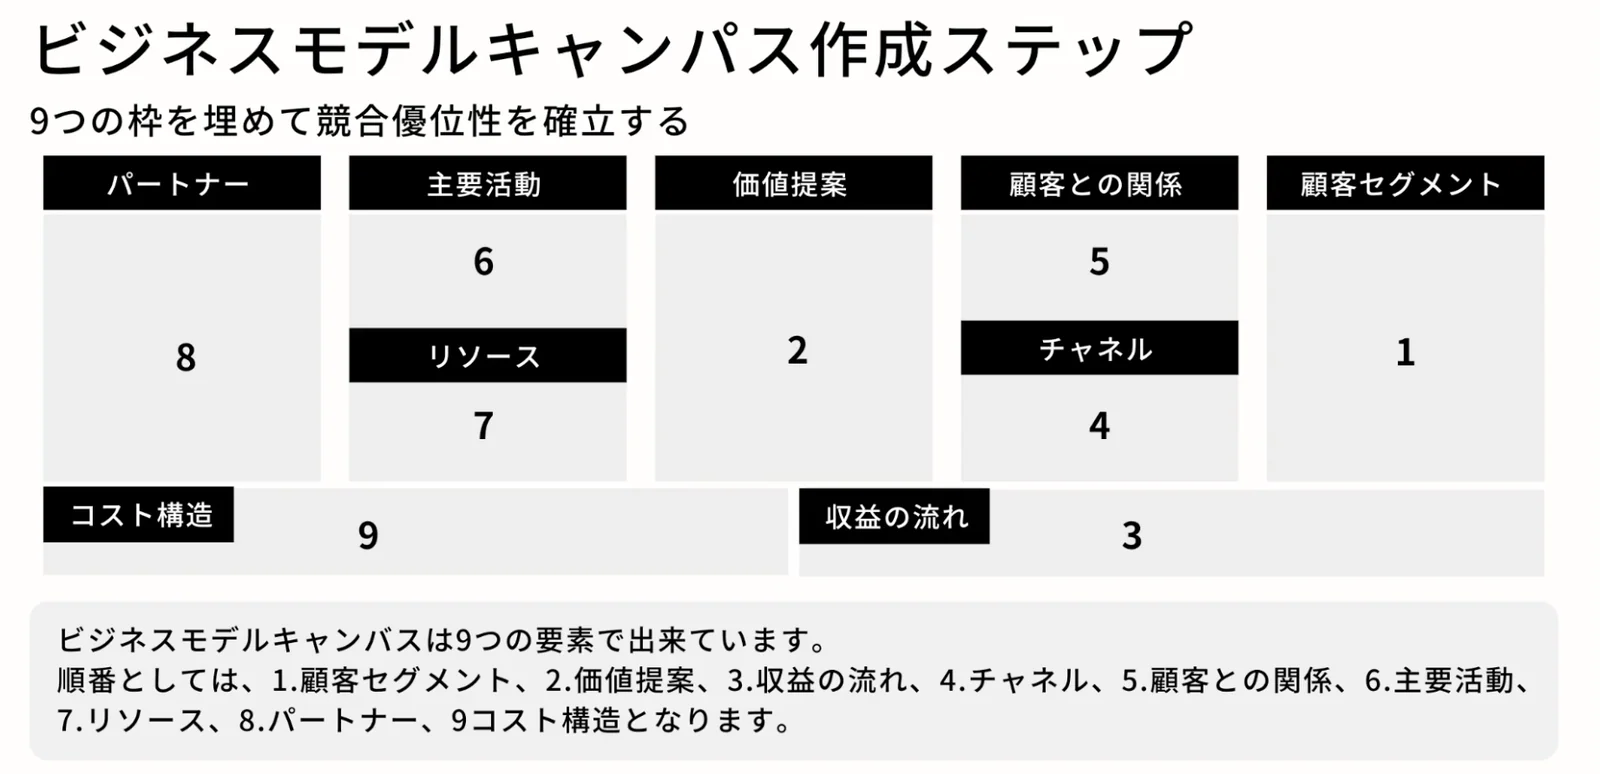 ビジネスモデルキャンパス作成ステップ
9つの枠を埋めて競合優位性を確立する
パートナー
主要活動
価値提案
顧客との関係
顧客セグメント
6
5
8
リソース
2
チャネル
1
7
4
コスト構造
9
収益の流れ
3
ビジネスモデルキャンバスは9つの要素で出来ています。
順番としては、1.顧客セグメント、2.価値提案、3.収益の流れ、4.チャネル、5.顧客との関係、6.主要活動、
7.リソース、8.パートナー、9コスト構造となります。